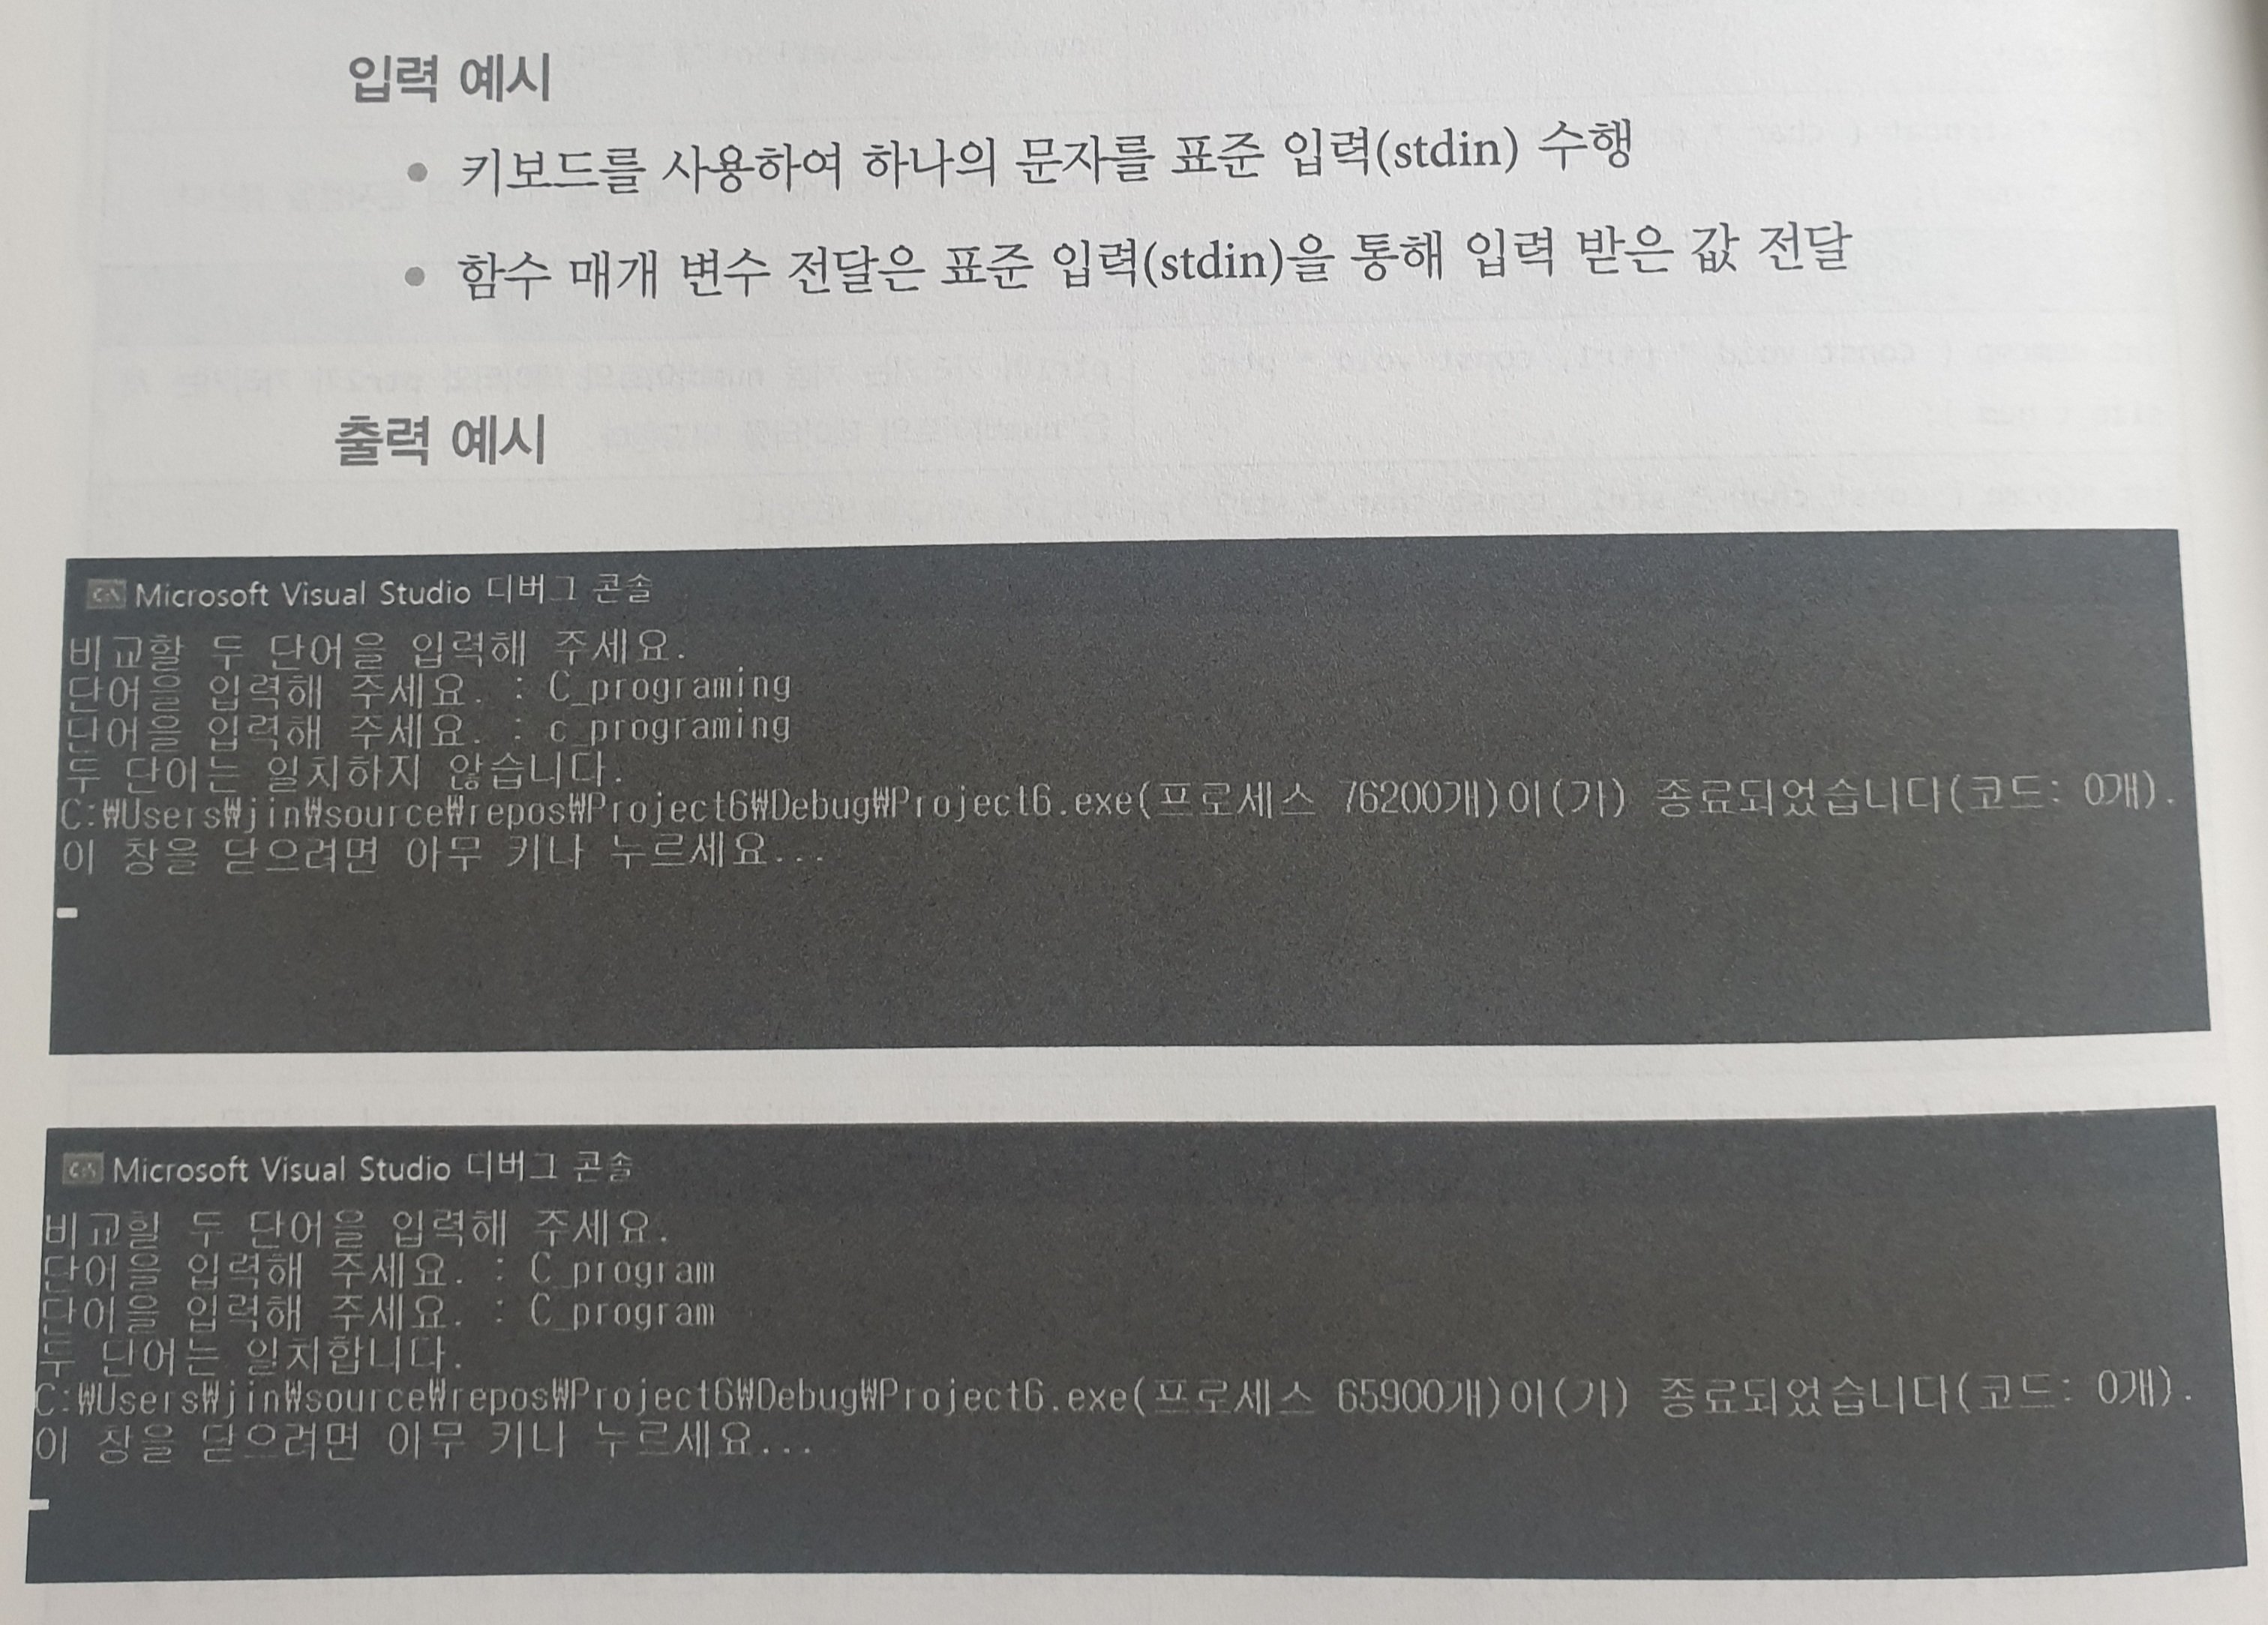 입력 예시
• 키보드를 사용하여 하나의 문자를 표준 입력(stdin) 수행
• 함수 매개 변수 전달은 표준 입력(stdin)을 통해 입력 받은 값 전달
출력 예시
Microsoft Visual Studio 디버그 콘솔
비교할 두 단어을 입력해 주세요.
단어을 입력해 주세요. : C_programing
단어을 입력해 주세요. : c_programing
두 단어는 일치하지 않습니다.
C:₩Users₩jin₩source₩repos₩Project6₩Debug₩Project6.exe(프로세스 76200개)이(가) 종료되었습니다(코드: 0개).
이 창을 닫으려면 아무 키나 누르세요...
Microsoft Visual Studio 디버그 콘솔
비교할 두 단어을 입력해 주세요.
단어을 입력해 주세요. : C_program
단어을 입력해 주세요. : C_program
두 단어는 일치합니다.
C:₩Users₩jin₩source₩repos₩Project6₩Debug₩Project6.exe(프로세스 65900개)이(가) 종료되었습니다(코드: 0개).
이 창을 닫으려면 아무 키나 누르세요...